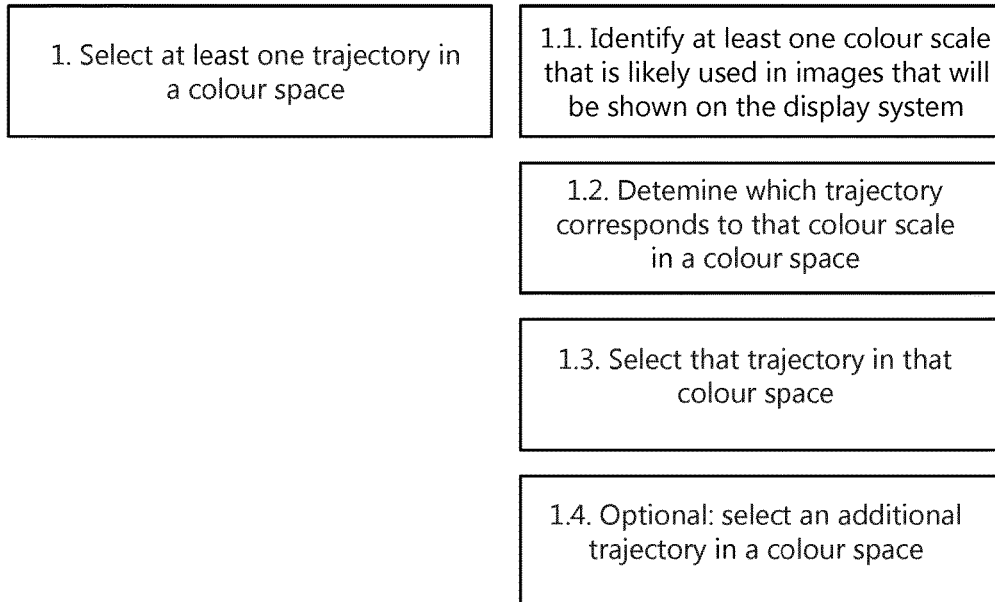 1. Select at least one trajectory in
a colour space
1.1. Identify at least one colour scale
that is likely used in images that will
be shown on the display system
1.2. Detemine which trajectory
corresponds to that colour scale
in a colour space
1.3. Select that trajectory in that
colour space
1.4. Optional: select an additional
trajectory in a colour space